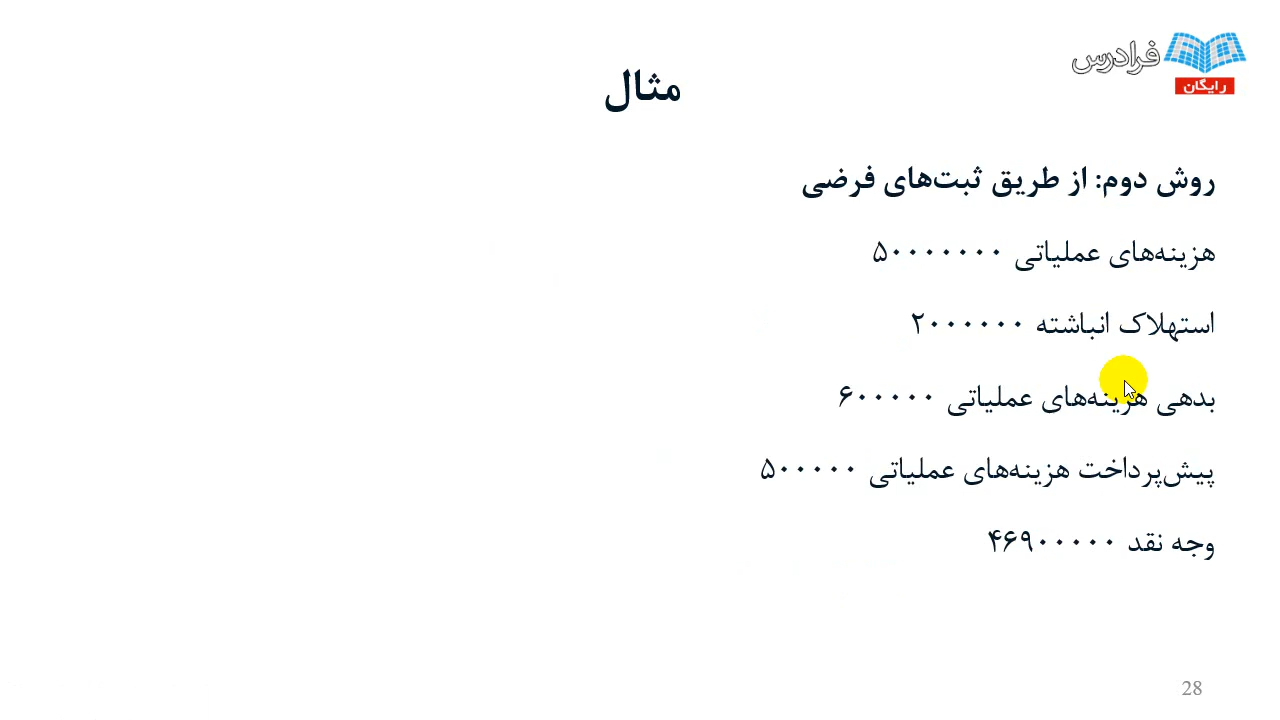 فرادرس
رایگان
مثال
روش دوم: از طریق ثبت‌های فرضی
هزینه‌های عملیاتی ۵۰۰۰۰۰۰۰
استهلاک انباشته ۲۰۰۰۰۰۰
بدهی هزینه‌های عملیاتی ۶۰۰۰۰۰
پیش‌پرداخت هزینه‌های عملیاتی ۵۰۰۰۰۰
وجه نقد ۴۶۹۰۰۰۰۰
28